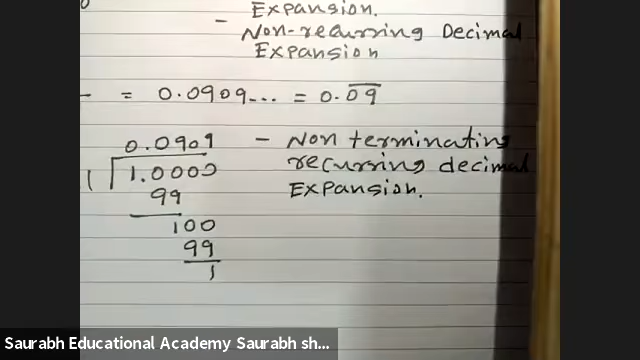 Expansion.
- Non-recurring Decimal
Expansion
- = 0.0909... = 0.09̅
0.0909 - Non terminating
1 1.0000 recurring decimal
99 Expansion.
100
99
1
Saurabh Educational Academy Saurabh sh...